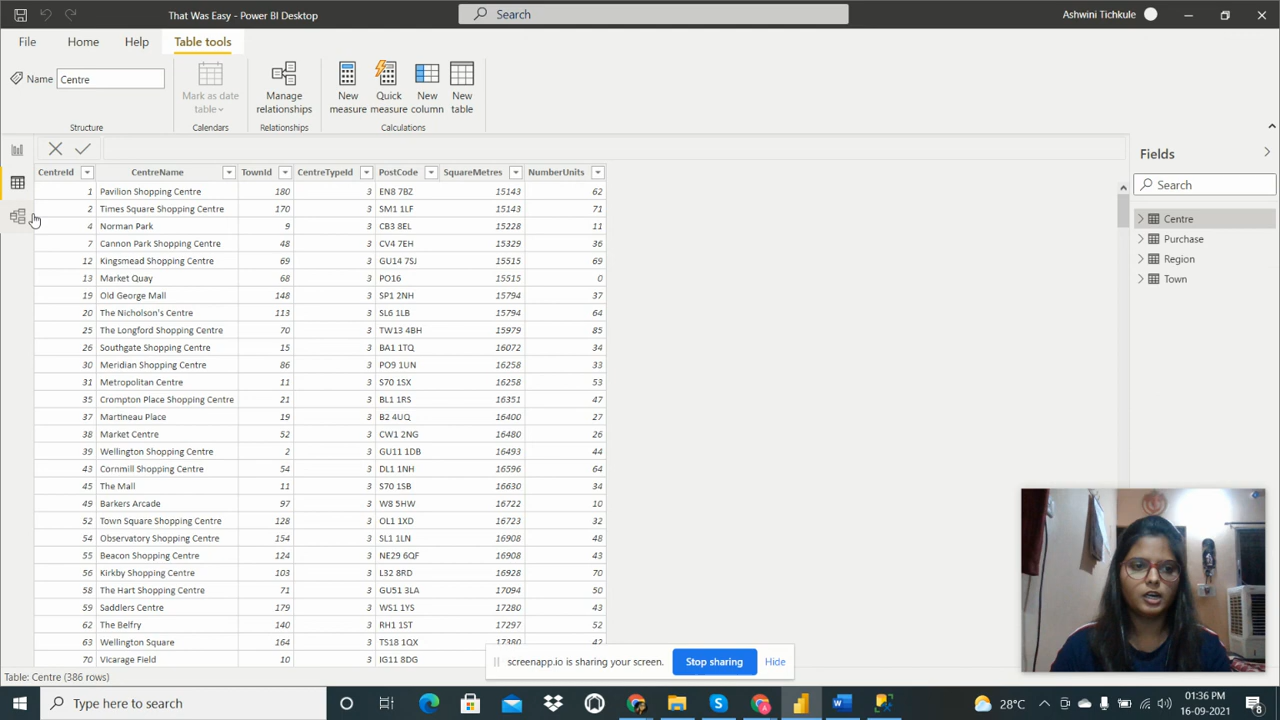 That Was Easy - Power BI Desktop
Search
Ashwini Tichkule
File
Home
Help
Table tools
Name
Centre
Mark as date table
New measure
Quick measure
New column
New table
Manage relationships
Structure
Calendars
Relationships
Calculations
CentreId CentreName TownId CentreTypeId PostCode SquareMetres NumberUnits
1 Pavilion Shopping Centre 180 3 EN8 7BZ 15143 62
2 Times Square Shopping Centre 170 3 SM1 1LF 15143 71
4 Norman Park 9 3 CB3 8EL 15228 11
7 Cannon Park Shopping Centre 48 3 CV4 7EH 15329 36
12 Kingsmead Shopping Centre 69 3 GU14 7SJ 15515 69
13 Market Quay 68 3 PO16 15515 0
19 Old George Mall 148 3 SP1 2NH 15794 37
20 The Nicholson's Centre 113 3 SL6 1LB 15794 64
25 The Longford Shopping Centre 70 3 TW13 4BH 15979 85
26 Southgate Shopping Centre 15 3 BA1 1TQ 16072 34
30 Meridian Shopping Centre 86 3 PO9 1UN 16258 33
31 Metropolitan Centre 11 3 S70 1SX 16258 53
35 Crompton Place Shopping Centre 21 3 BL1 1RS 16351 47
37 Martineau Place 19 3 B2 4UQ 16400 27
38 Market Centre 52 3 CW1 2NG 16480 26
39 Wellington Shopping Centre 2 3 GU11 1DB 16493 44
43 Cornmill Shopping Centre 54 3 DL1 1NH 16596 64
45 The Mall 11 3 S70 1SB 16630 34
49 Barkers Arcade 97 3 W8 5HW 16722 10
52 Town Square Shopping Centre 128 3 OL1 1XD 16723 32
54 Observatory Shopping Centre 154 3 SL1 1LN 16908 48
55 Beacon Shopping Centre 124 3 NE29 6QF 16908 43
56 Kirkby Shopping Centre 103 3 L32 8RD 16928 70
58 The Hart Shopping Centre 71 3 GU51 3LA 17094 50
59 Saddlers Centre 179 3 WS1 1YS 17280 43
62 The Belfry 140 3 RH1 1ST 17297 52
63 Wellington Square 164 3 TS18 1QX 17380 42
70 Vicarage Field 10 3 IG11 8DG
Fields
Search
Centre
Purchase
Region
Town
screenapp.io is sharing your screen.
Stop sharing
Hide
Table: Centre (386 rows)
Type here to search
28°C
01:36 PM
16-09-2021
8